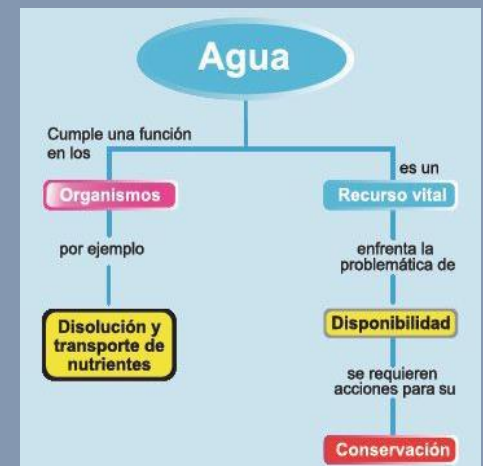 Agua
Cumple una función
en los
Organismos
por ejemplo
Disolución y
transporte de
nutrientes
es un
Recurso vital
enfrenta la
problemática de
Disponibilidad
se requieren
acciones para su
Conservación